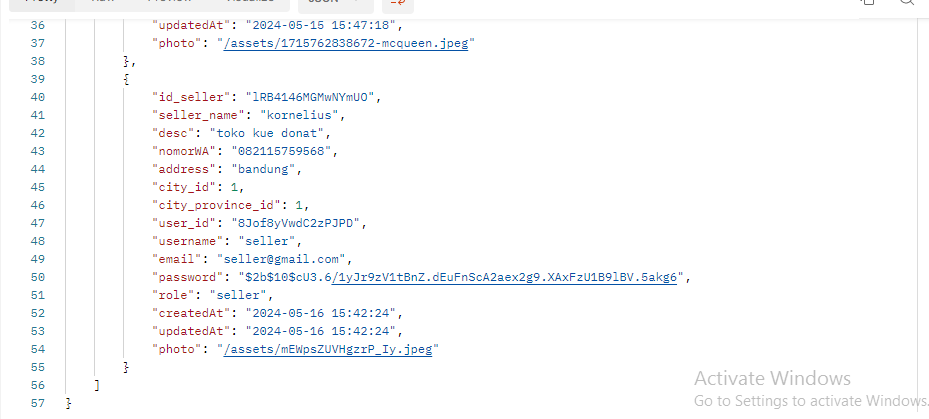 36 "updatedAt": "2024-05-15 15:47:18",
37 "photo": "/assets/1715762838672-mcqueen.jpeg"
38 },
39 {
40 "id_seller": "lRB4146MGMwNYmUO",
41 "seller_name": "kornelius",
42 "desc": "toko kue donat",
43 "nomorWA": "082115759568",
44 "address": "bandung",
45 "city_id": 1,
46 "city_province_id": 1,
47 "user_id": "8Jof8yVwdC2zPJPD",
48 "username": "seller",
49 "email": "seller@gmail.com",
50 "password": "$2b$10$cU3.6/1yJr9zV1tBnZ.dEuFnScA2aex2g9.XAxFzU1B9lBV.5akg6",
51 "role": "seller",
52 "createdAt": "2024-05-16 15:42:24",
53 "updatedAt": "2024-05-16 15:42:24",
54 "photo": "/assets/mEWpsZUVHgzrP_Iy.jpeg"
55 }
56 ]
57 }
Activate Windows
Go to Settings to activate Windows.